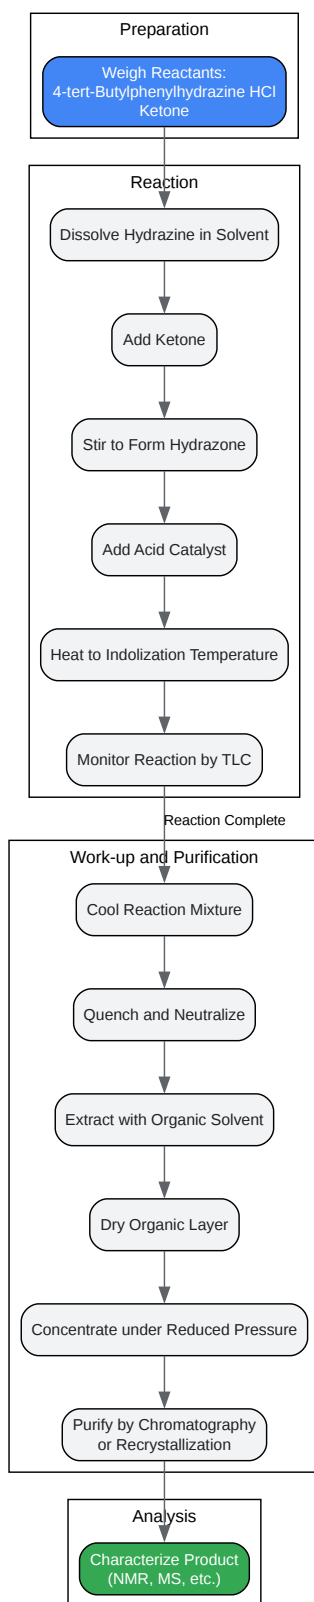 Preparation
Weigh Reactants:
4-tert-Butylphenylhydrazine HCl
Ketone
Reaction
Dissolve Hydrazine in Solvent
Add Ketone
Stir to Form Hydrazone
Add Acid Catalyst
Heat to Indolization Temperature
Monitor Reaction by TLC
Reaction Complete
Work-up and Purification
Cool Reaction Mixture
Quench and Neutralize
Extract with Organic Solvent
Dry Organic Layer
Concentrate under Reduced Pressure
Purify by Chromatography
or Recrystallization
Analysis
Characterize Product
(NMR, MS, etc.)